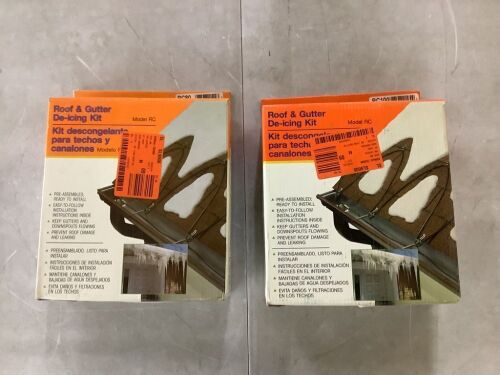 RC80
Roof & Gutter
De-icing Kit
Model RC
Kit descongelante
para techos y
canalones
Modelo
• PRE-ASSEMBLED;
READY TO INSTALL
• EASY-TO-FOLLOW
INSTALLATION
INSTRUCTIONS INSIDE
• KEEP GUTTERS AND
DOWNSPOUTS FLOWING
• PREVENT ROOF DAMAGE
AND LEAKING
• PREENSAMBLADO, LISTO PARA
INSTALAR
• INSTRUCCIONES DE INSTALACIÓN
FÁCILES EN EL INTERIOR
• MANTIENE CANALONES Y
BAJADAS DE AGUA DESPEJADOS
• EVITA DAÑOS Y FILTRACIONES
EN LOS TECHOS
RC100
Roof & Gutter
De-icing Kit
Model RC
Kit descongelante
para techos
canalones
• PRE-ASSEMBLED;
READY TO INSTALL
• EASY-TO-FOLLOW
INSTALLATION
INSTRUCTIONS INSIDE
• KEEP GUTTERS AND
DOWNSPOUTS FLOWING
• PREVENT ROOF DAMAGE
AND LEAKING
• PREENSAMBLADO, LISTO PARA
INSTALAR
• INSTRUCCIONES DE INSTALACIÓN
FÁCILES EN EL INTERIOR
• MANTIENE CANALONES Y
BAJADAS DE AGUA DESPEJADOS
• EVITA DAÑOS Y FILTRACIONES
EN LOS TECHOS